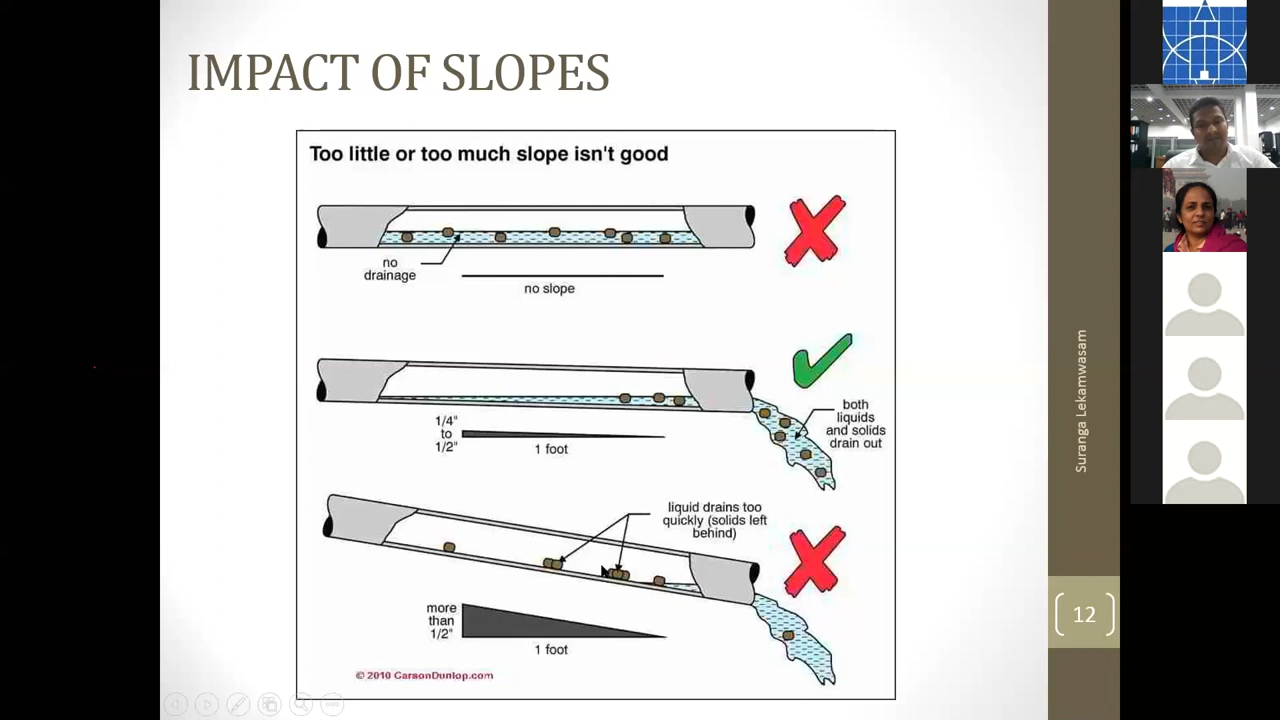 IMPACT OF SLOPES
Too little or too much slope isn't good
no
drainage
no slope
1/4"
to
1/2"
1 foot
both
liquids
and solids
drain out
liquid drains too
quickly (solids left
behind)
more
than
1/2"
1 foot
© 2010 CarsonDunlop.com
Suranga Lekamwasam
12